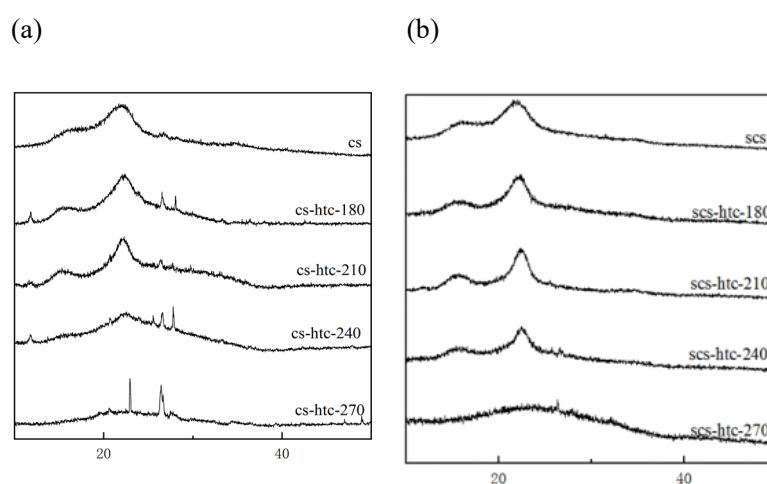 (a)
(b)
cs
cs-htc-180
cs-htc-210
cs-htc-240
cs-htc-270
20
40
scs
scs-htc-180
scs-htc-210
scs-htc-240
scs-htc-270
20
40